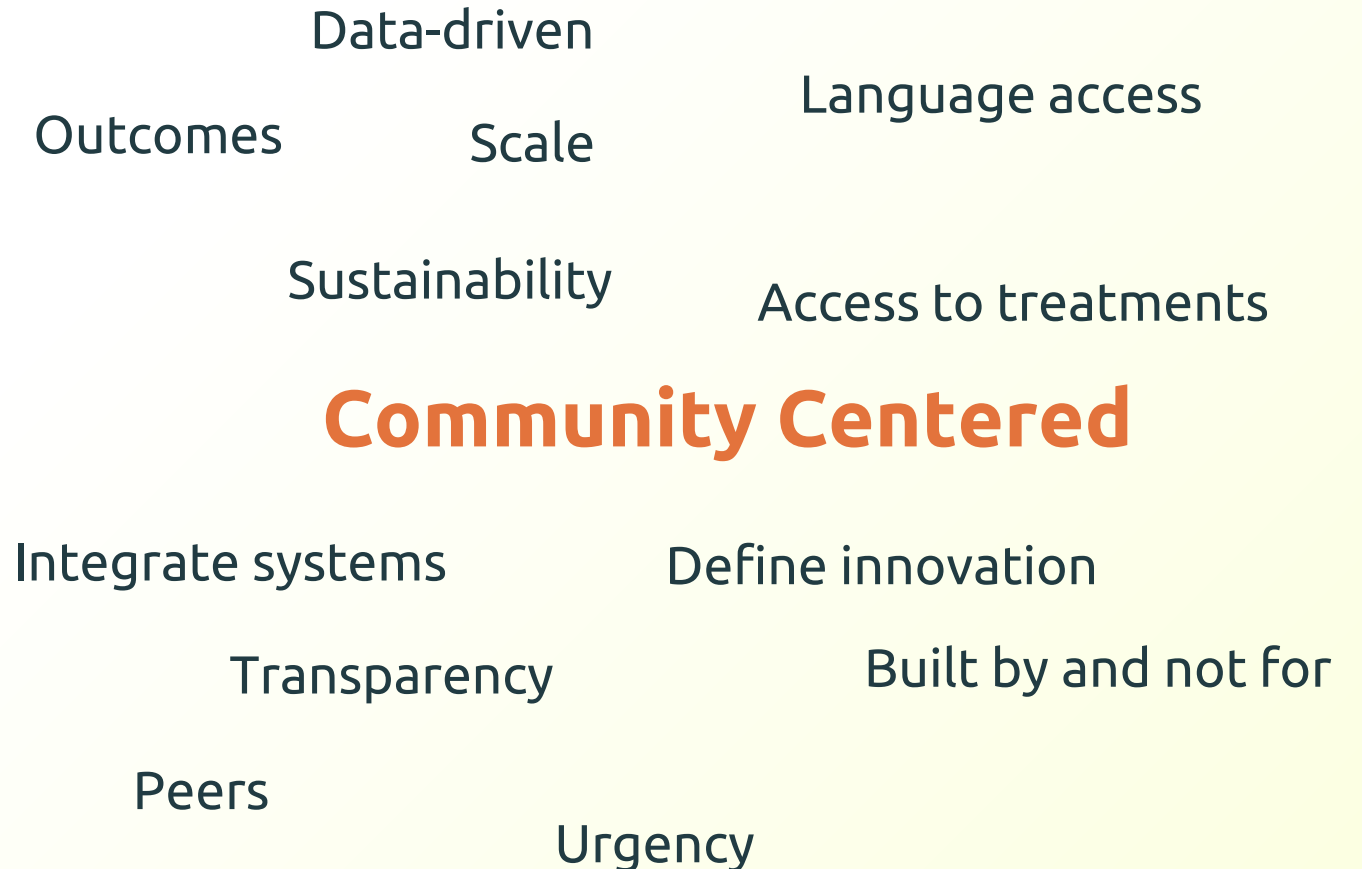 Data-driven
Language access
Outcomes
Scale
Sustainability
Access to treatments
Community Centered
Integrate systems
Define innovation
Built by and not for
Transparency
Peers
Urgency